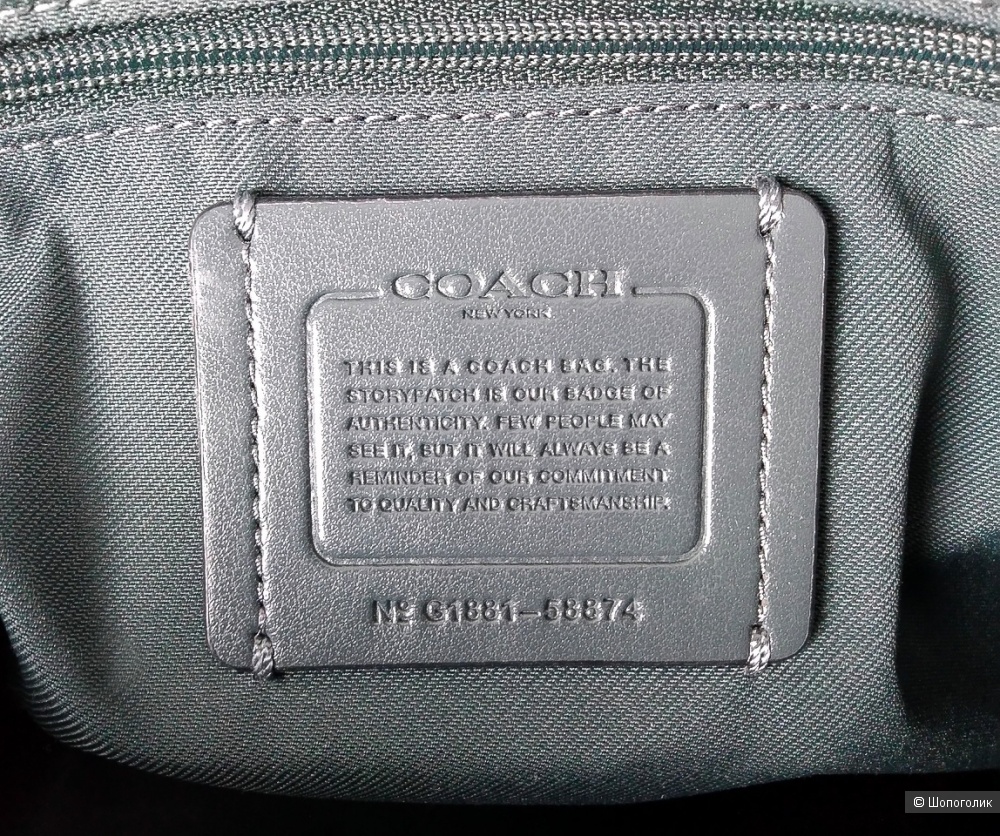 COACH
NEW YORK
THIS IS A COACH BAG. THE
STORYPATCH IS OUR BADGE OF
AUTHENTICITY. FEW PEOPLE MAY
SEE IT, BUT IT WILL ALWAYS BE A
REMINDER OF OUR COMMITMENT
TO QUALITY AND CRAFTSMANSHIP.
№ G1881-58874
© Шопоголик